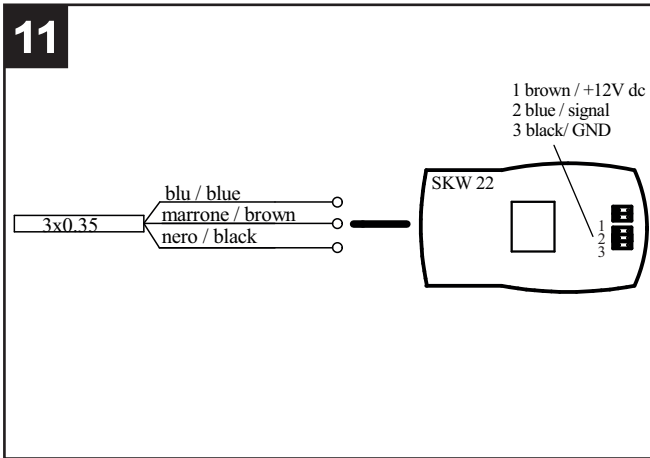 11
1 brown / +12V dc
2 blue / signal
3 black/ GND
SKW 22
blu / blue
marrone / brown
nero / black
3x0.35
1
2
3